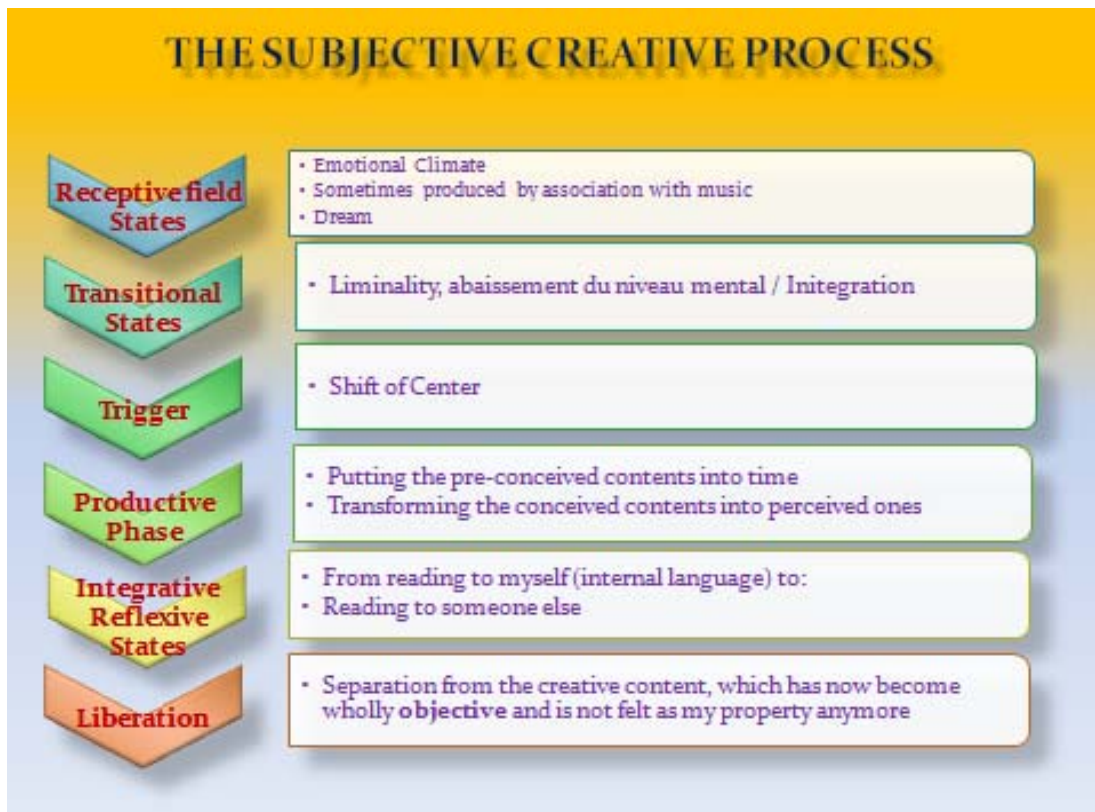 THE SUBJECTIVE CREATIVE PROCESS
Receptive field
States
• Emotional Climate
• Sometimes produced by association with music
• Dream
Transitional
States
• Liminality, abaissement du niveau mental / Initegration
Trigger
• Shift of Center
Productive
Phase
• Putting the pre-conceived contents into time
• Transforming the conceived contents into perceived ones
Integrative
Reflexive
States
• From reading to myself (internal language) to:
• Reading to someone else
Liberation
• Separation from the creative content, which has now become
wholly objective and is not felt as my property anymore